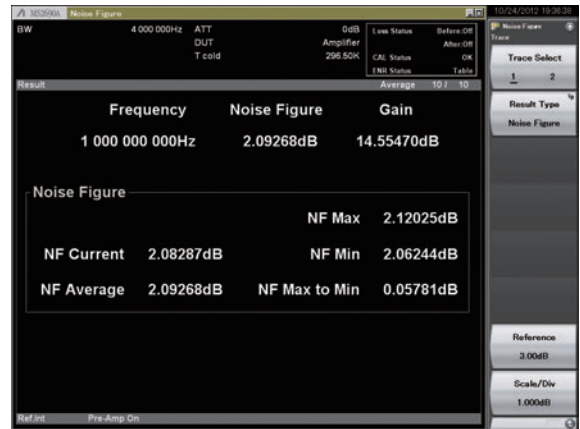 MS2690A Noise Figure
10/24/2012 19:36:38
BW 4 000 000Hz ATT 0dB
DUT Amplifier
T cold 296.50K
Loss Status Before:Off
After:Off
CAL Status OK
ENR Status Table
Result Average 10 / 10
Frequency Noise Figure Gain
1 000 000 000Hz 2.09268dB 14.55470dB
Noise Figure
NF Max 2.12025dB
NF Current 2.08287dB NF Min 2.06244dB
NF Average 2.09268dB NF Max to Min 0.05781dB
Ref.Int Pre-Amp On
Noise Figure
Trace
Trace Select
1 2
Result Type
Noise Figure
Reference
3.00dB
Scale/Div
1.000dB